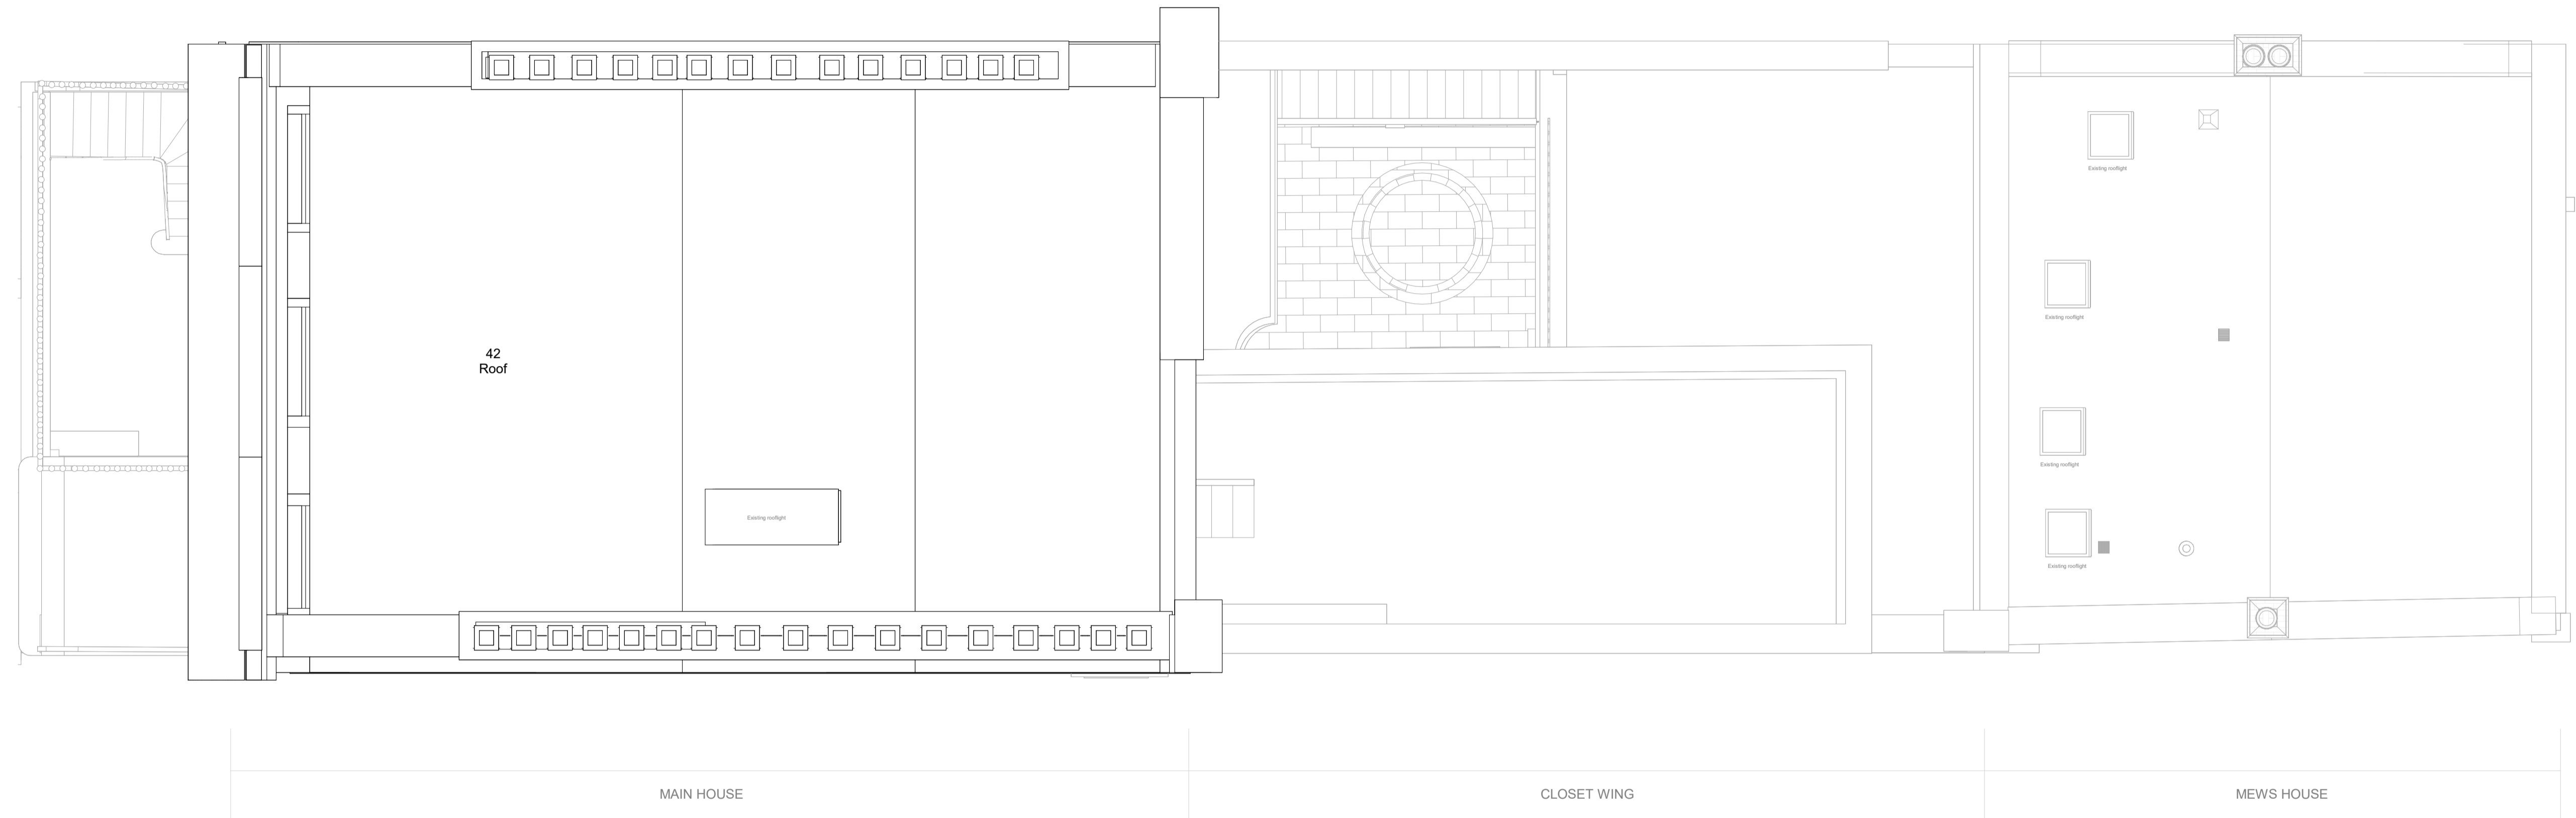 Existing rooflight
Existing rooflight
42
Roof
Existing rooflight
Existing rooflight
Existing rooflight
MAIN HOUSE
CLOSET WING
MEWS HOUSE